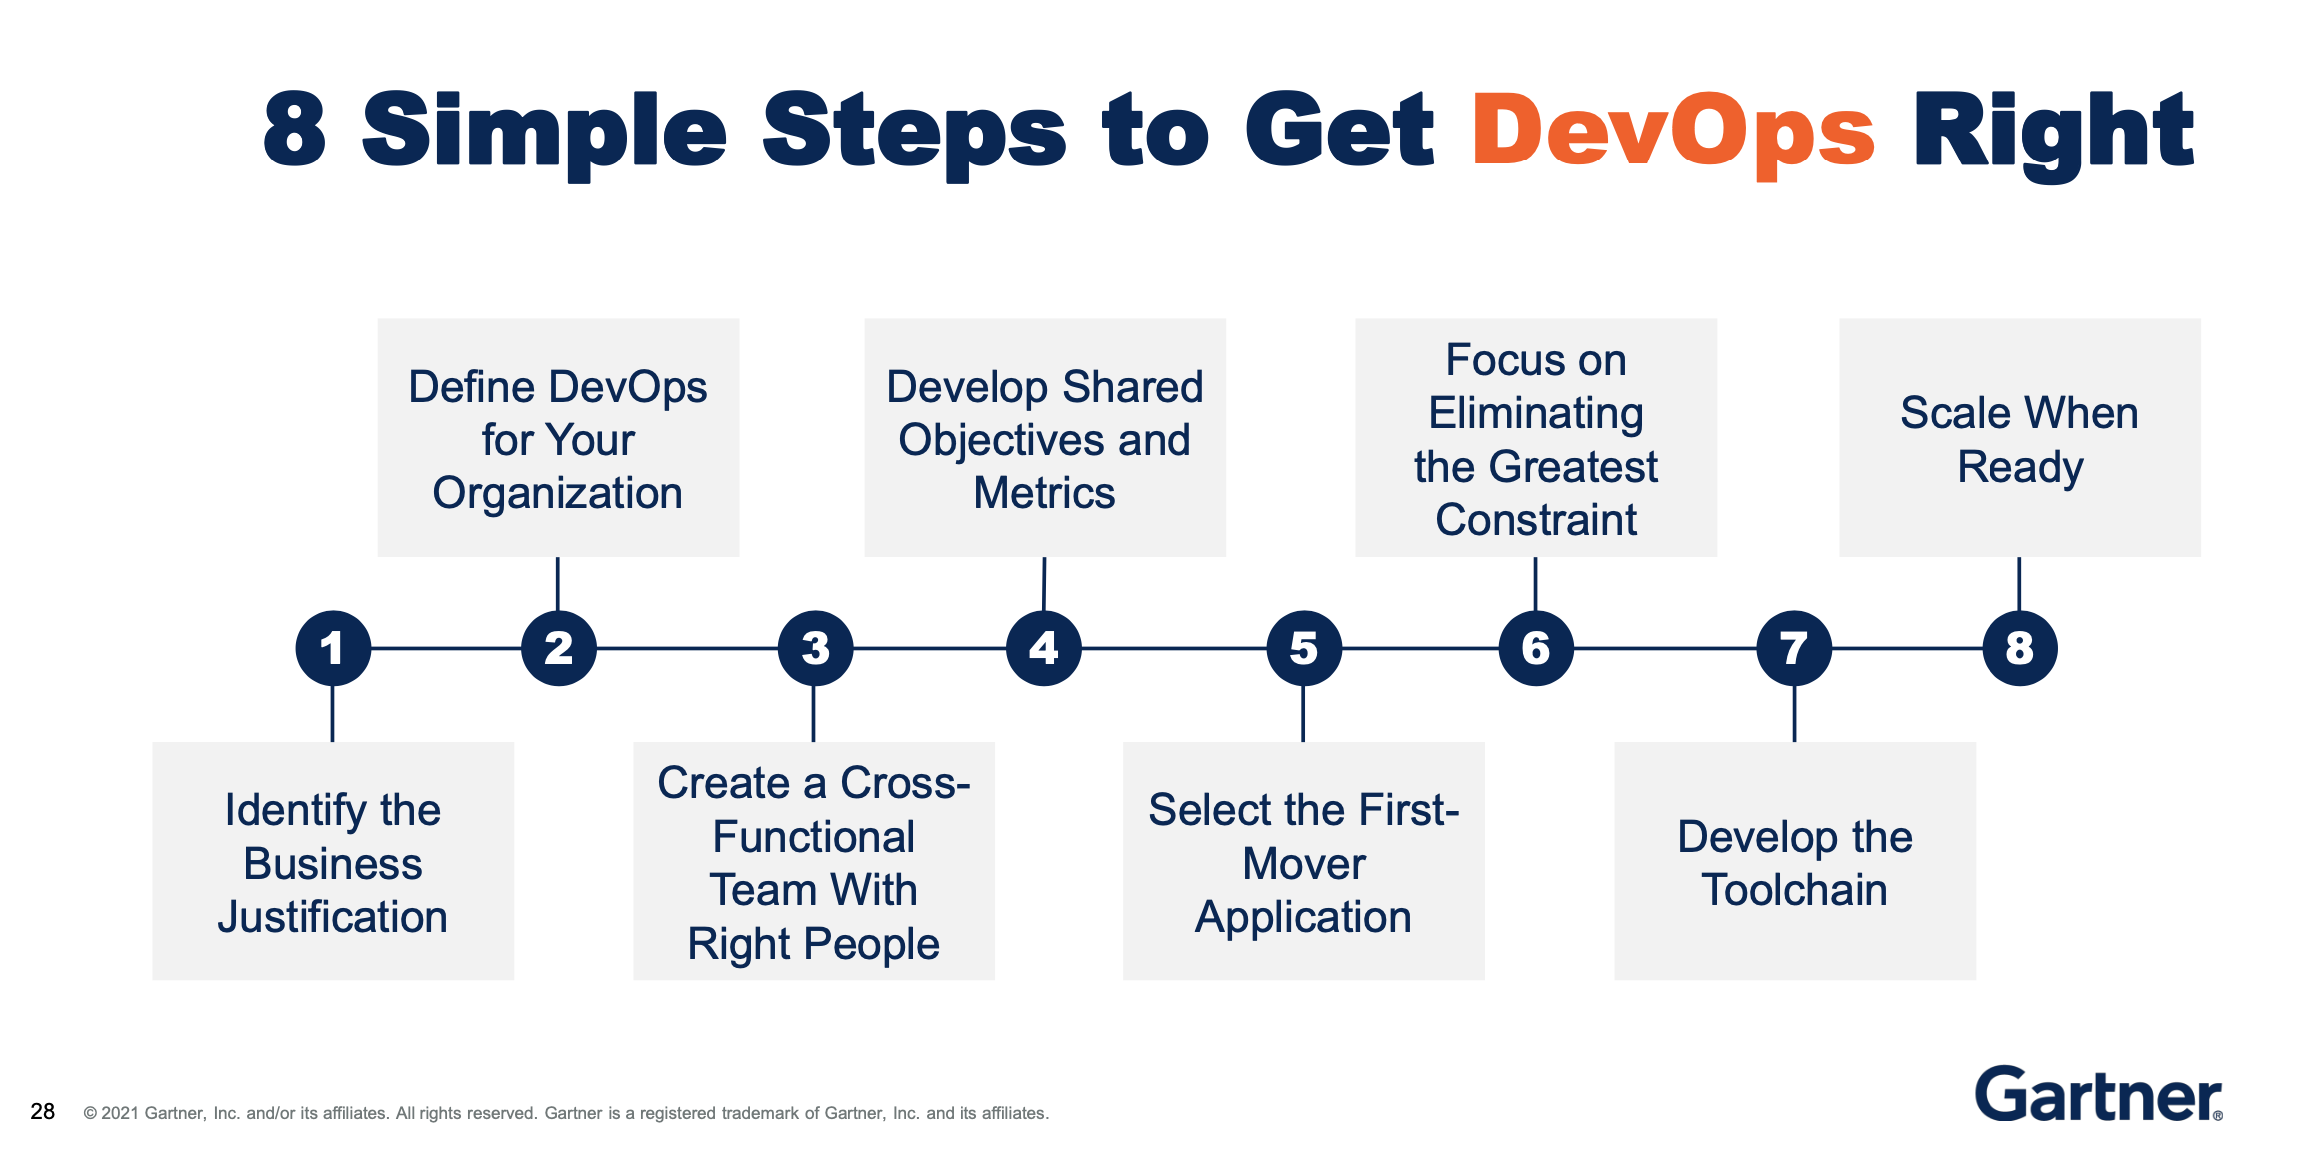 8 Simple Steps to Get DevOps Right
Define DevOps
for Your
Organization
Develop Shared
Objectives and
Metrics
Focus on
Eliminating
the Greatest
Constraint
Scale When
Ready
1
2
3
4
5
6
7
8
Identify the
Business
Justification
Create a Cross-
Functional
Team With
Right People
Select the First-
Mover
Application
Develop the
Toolchain
28
© 2021 Gartner, Inc. and/or its affiliates. All rights reserved. Gartner is a registered trademark of Gartner, Inc. and its affiliates.
Gartner®